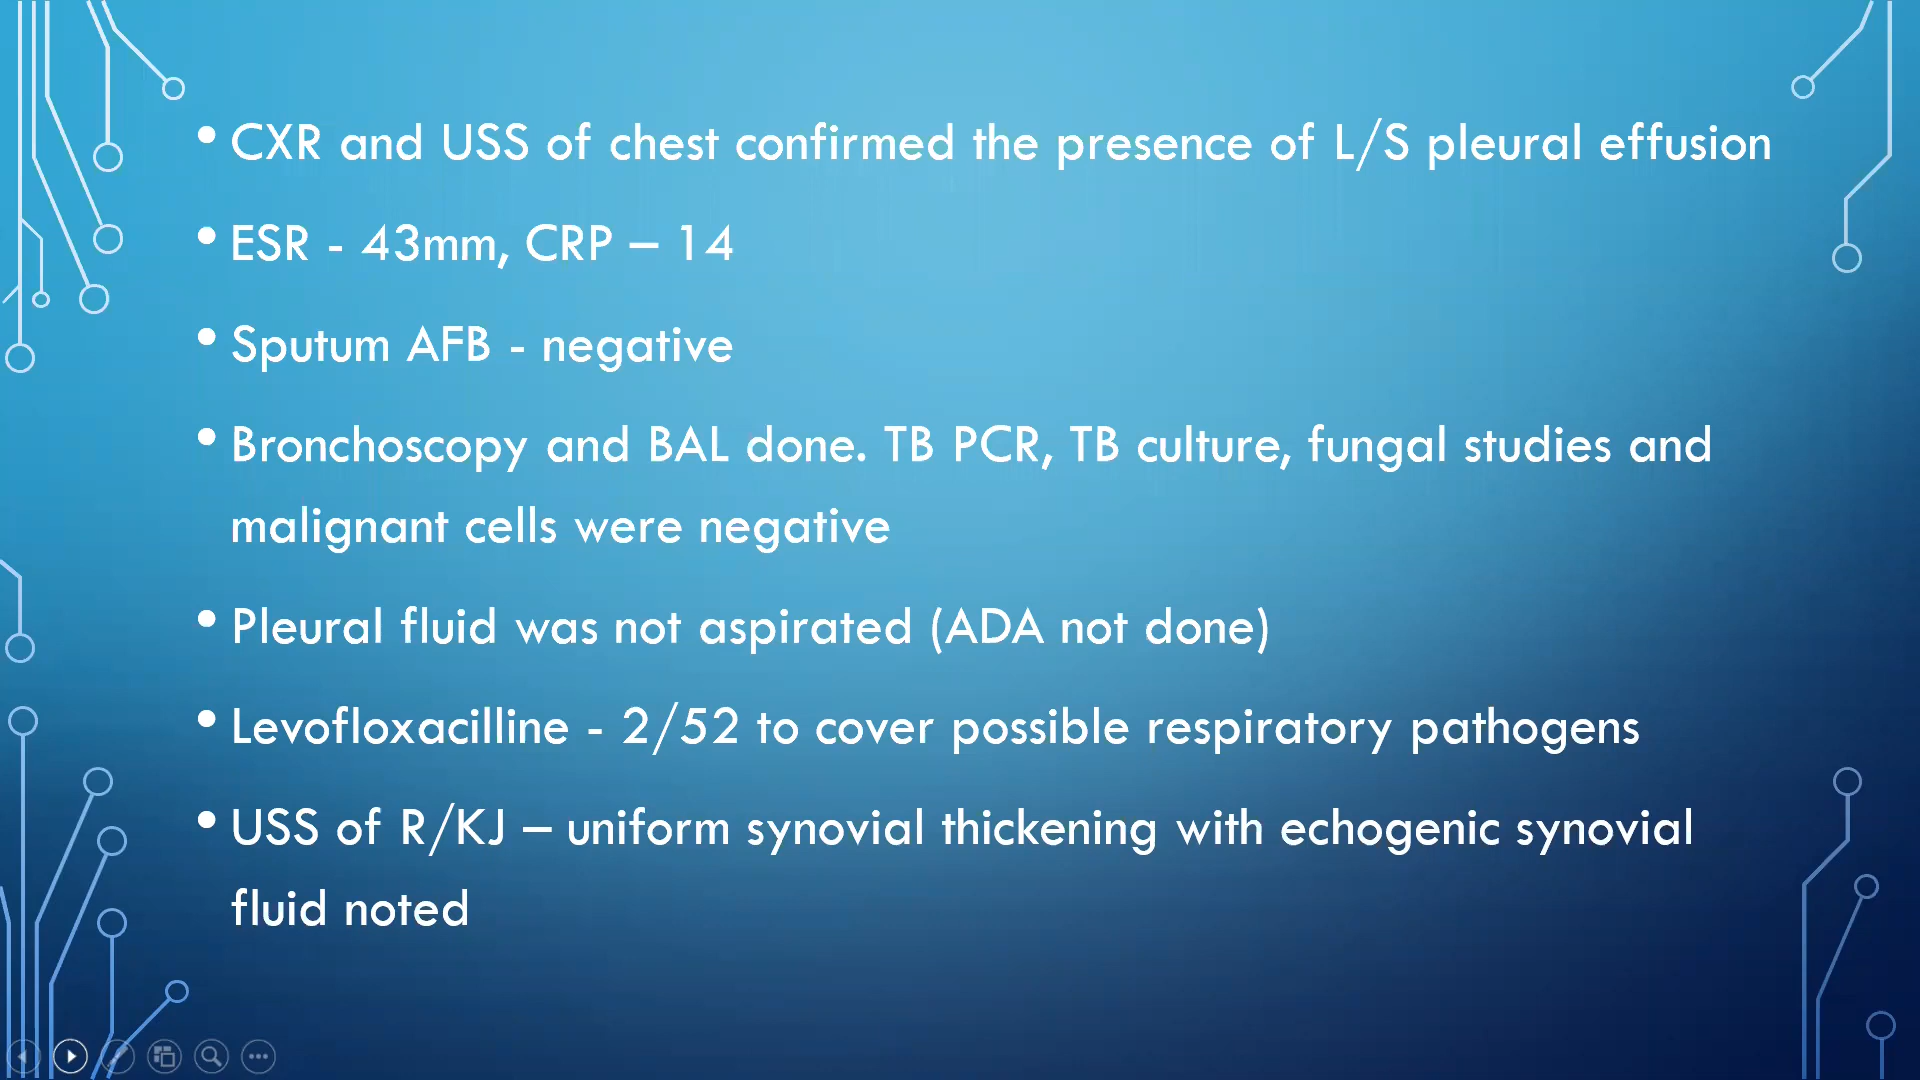 • CXR and USS of chest confirmed the presence of L/S pleural effusion
• ESR - 43mm, CRP – 14
• Sputum AFB - negative
• Bronchoscopy and BAL done. TB PCR, TB culture, fungal studies and
malignant cells were negative
• Pleural fluid was not aspirated (ADA not done)
• Levofloxacilline - 2/52 to cover possible respiratory pathogens
• USS of R/KJ – uniform synovial thickening with echogenic synovial
fluid noted